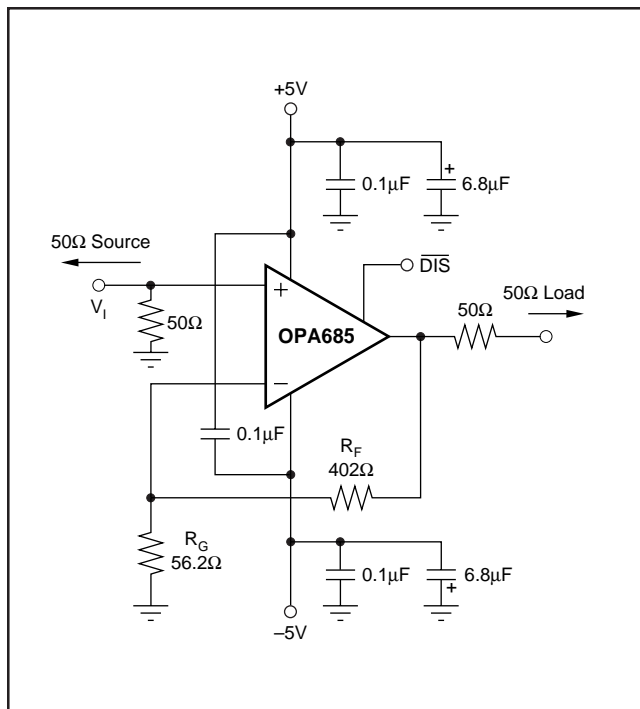 +5V
0.1µF
+
6.8µF
50Ω Source
V_I
50Ω
+
OPA685
−
D̅I̅S̅
50Ω Load
50Ω
0.1µF
R_F
402Ω
R_G
56.2Ω
0.1µF
6.8µF
+
–5V